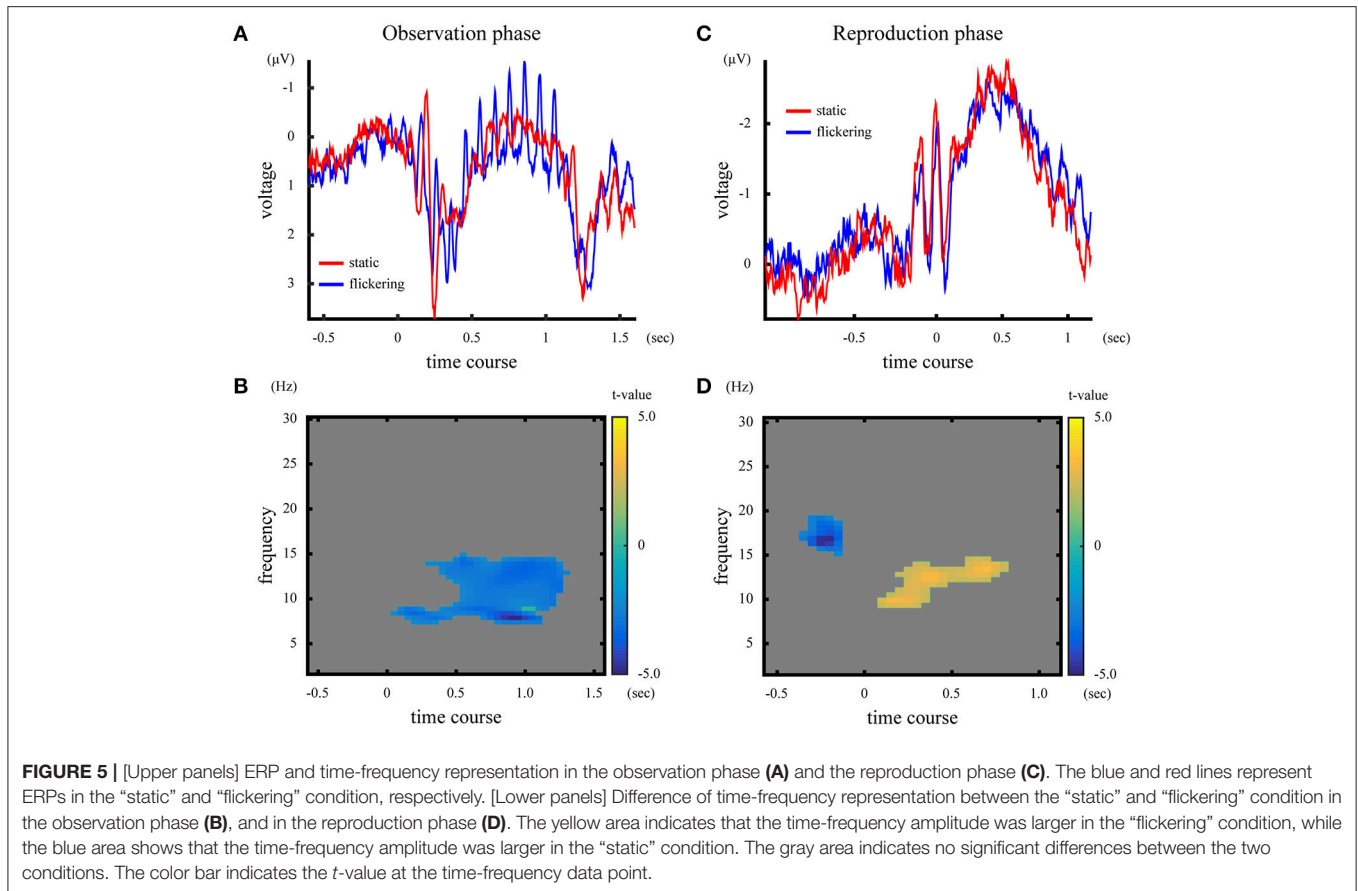 A Observation phase
(µV)
-1
0
1
2
3
voltage
static
flickering
-0.5 0 0.5 1 1.5 (sec)
time course
C Reproduction phase
(µV)
-2
-1
0
voltage
static
flickering
-0.5 0 0.5 1 (sec)
time course
B (Hz)
t-value
30
25
20
15
10
5
frequency
5.0
0
-5.0
-0.5 0 0.5 1.0 1.5 (sec)
time course
D (Hz)
t-value
30
25
20
15
10
5
frequency
5.0
0
-5.0
-0.5 0 0.5 1.0 (sec)
time course
FIGURE 5 | [Upper panels] ERP and time-frequency representation in the observation phase (A) and the reproduction phase (C). The blue and red lines represent
ERPs in the “static” and “flickering” condition, respectively. [Lower panels] Difference of time-frequency representation between the “static” and “flickering” condition in
the observation phase (B), and in the reproduction phase (D). The yellow area indicates that the time-frequency amplitude was larger in the “flickering” condition, while
the blue area shows that the time-frequency amplitude was larger in the “static” condition. The gray area indicates no significant differences between the two
conditions. The color bar indicates the t-value at the time-frequency data point.